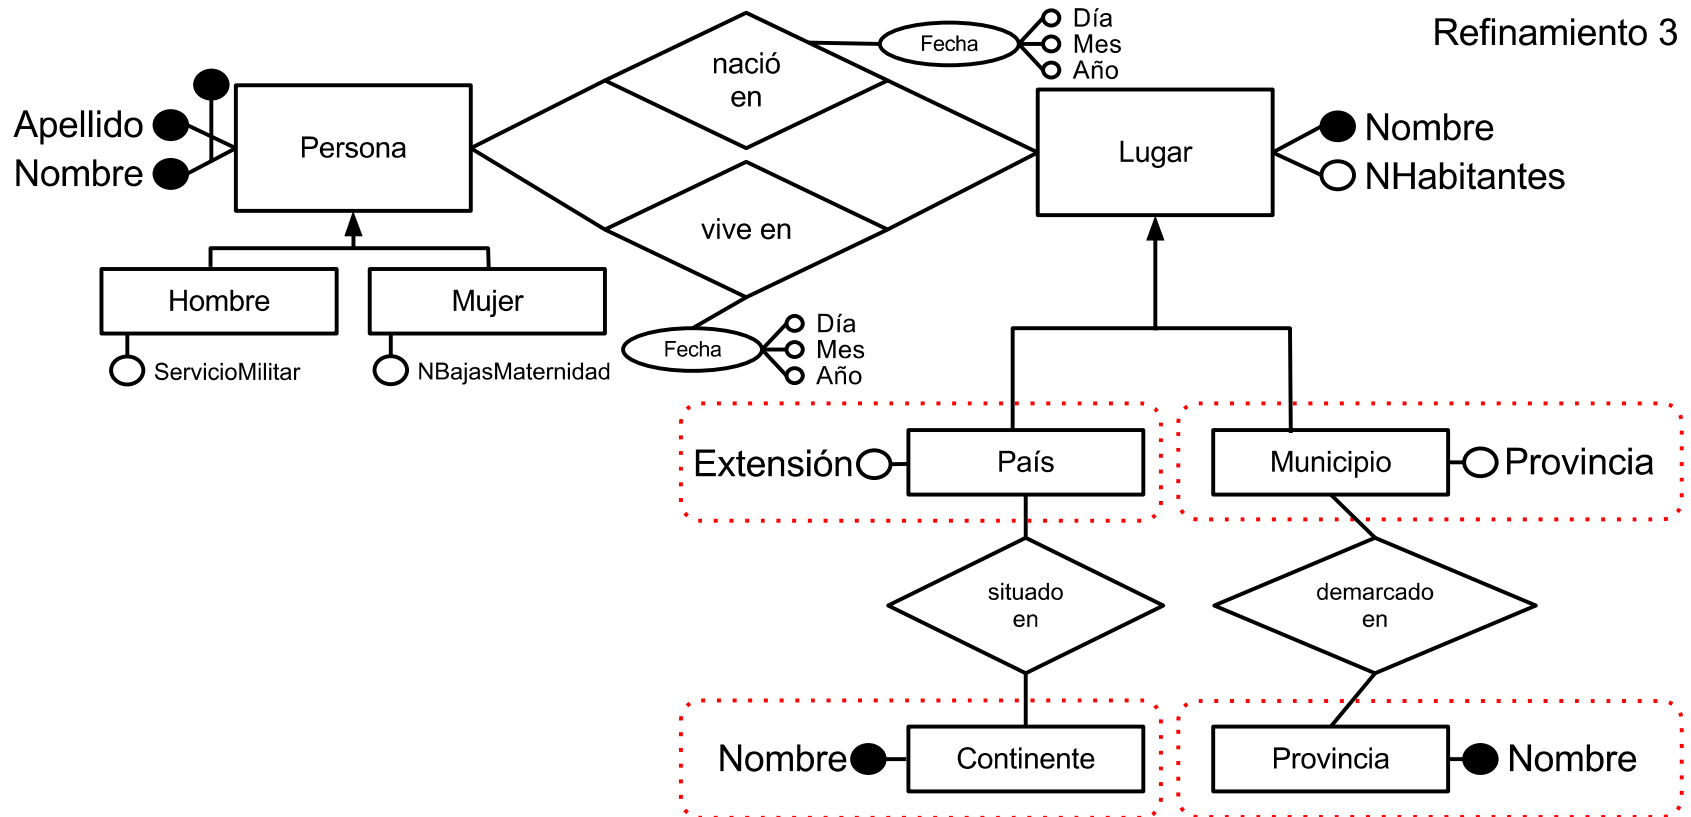 Refinamiento 3
Fecha
Día
Mes
Año
nació
en
Apellido
Nombre
Persona
Lugar
Nombre
NHabitantes
vive en
Hombre
Mujer
ServicioMilitar
NBajasMaternidad
Fecha
Día
Mes
Año
Extensión
País
Municipio
Provincia
situado
en
demarcado
en
Nombre
Continente
Provincia
Nombre